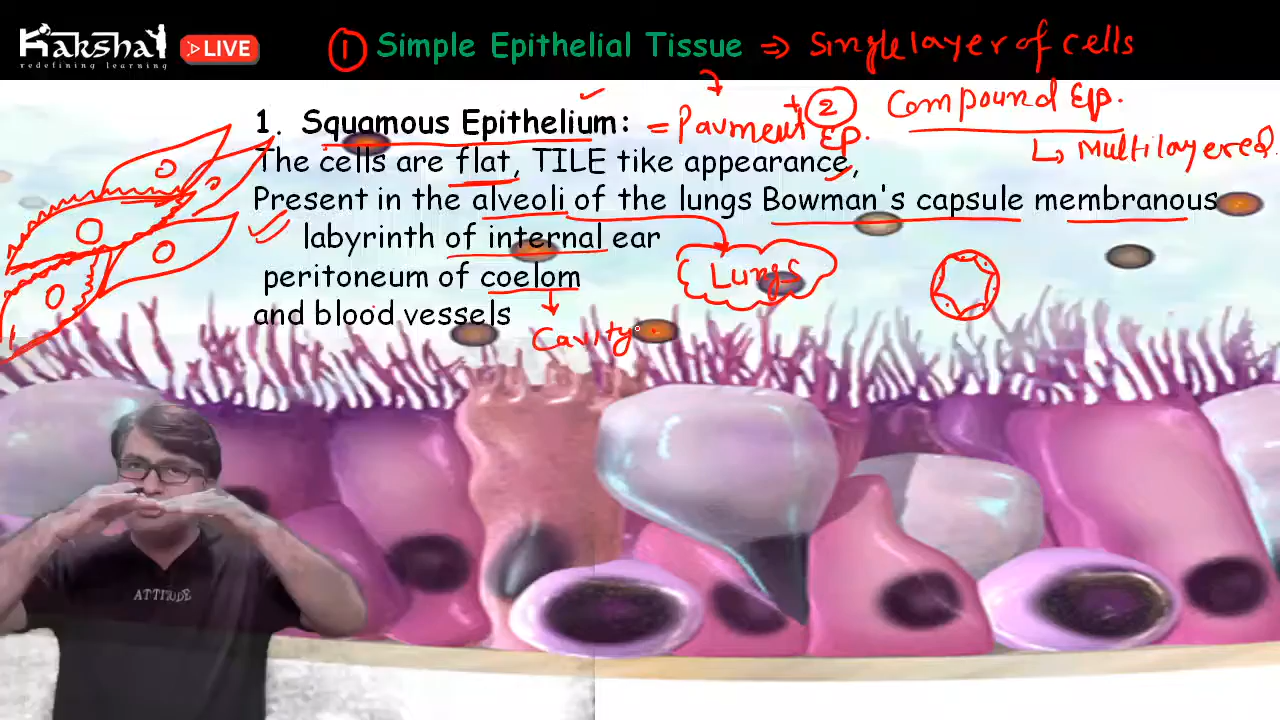 Kaksha
redefining learning
LIVE
① Simple Epithelial Tissue ⇒ Single layer of cells
1. Squamous Epithelium: = Pavment Ep.
+ ② Compound Ep.
↳ Multilayered
The cells are flat, TILE tike appearance,
Present in the alveoli of the lungs Bowman's capsule membranous
labyrinth of internal ear
Lungs
peritoneum of coelom
and blood vessels
Cavity
ATTITUDE